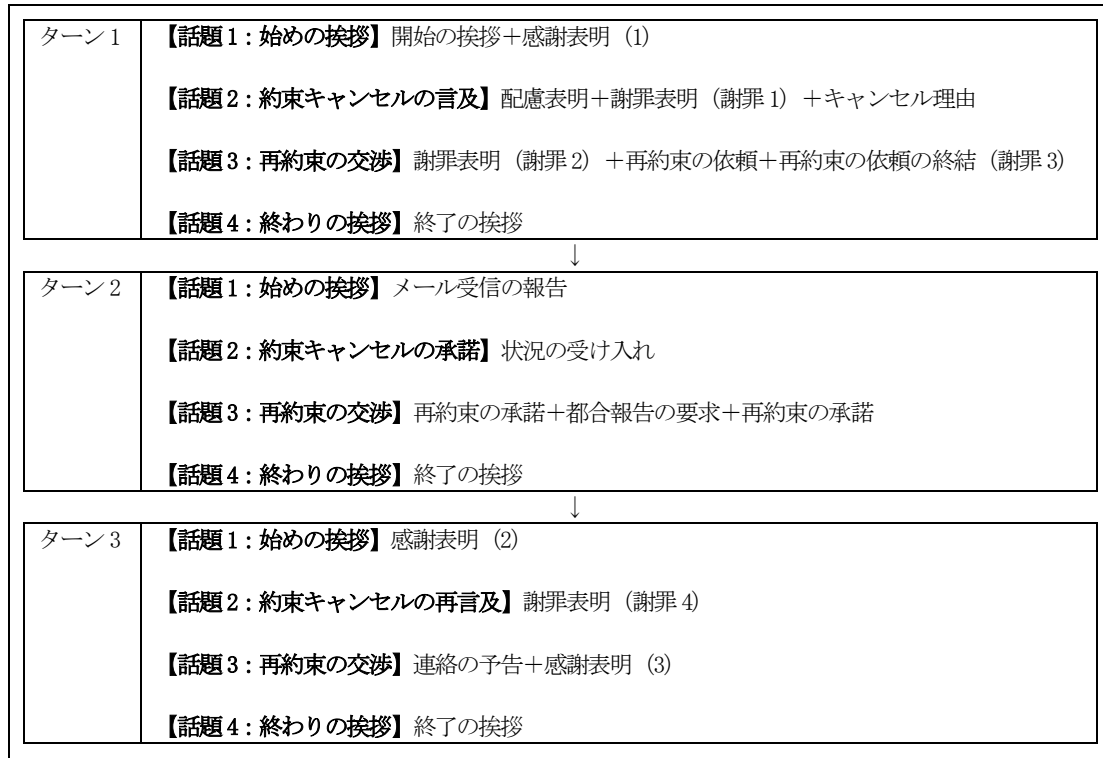 ターン1
【話題1：始めの挨拶】開始の挨拶＋感謝表明（1）
【話題2：約束キャンセルの言及】配慮表明＋謝罪表明（謝罪1）＋キャンセル理由
【話題3：再約束の交渉】謝罪表明（謝罪2）＋再約束の依頼＋再約束の依頼の終結（謝罪3）
【話題4：終わりの挨拶】終了の挨拶
↓
ターン2
【話題1：始めの挨拶】メール受信の報告
【話題2：約束キャンセルの承諾】状況の受け入れ
【話題3：再約束の交渉】再約束の承諾＋都合報告の要求＋再約束の承諾
【話題4：終わりの挨拶】終了の挨拶
↓
ターン3
【話題1：始めの挨拶】感謝表明（2）
【話題2：約束キャンセルの再言及】謝罪表明（謝罪4）
【話題3：再約束の交渉】連絡の予告＋感謝表明（3）
【話題4：終わりの挨拶】終了の挨拶